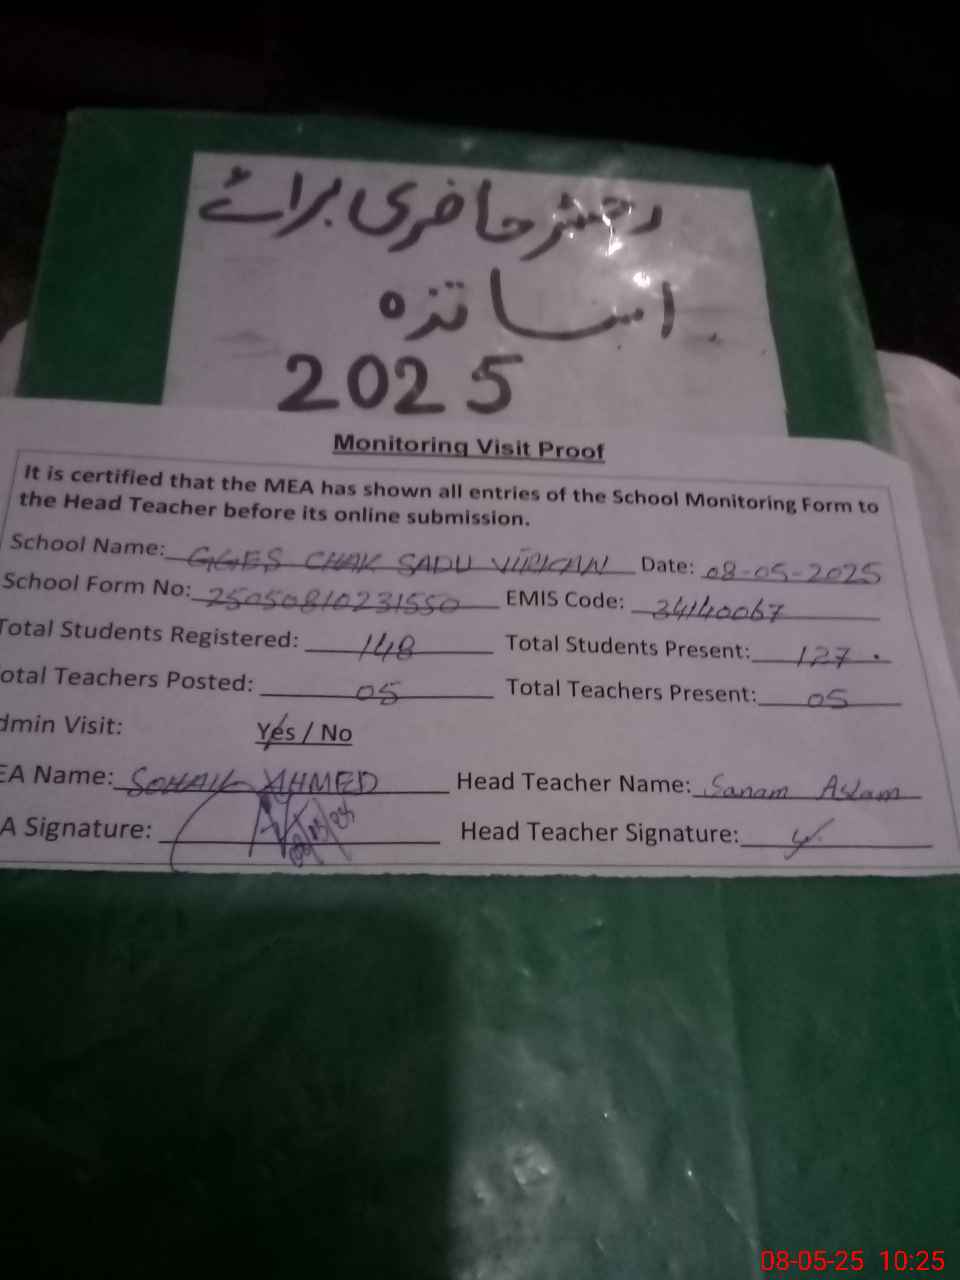 رجسٹر حاضری برائے
اساتذہ
2025
Monitoring Visit Proof
It is certified that the MEA has shown all entries of the School Monitoring Form to
the Head Teacher before its online submission.
School Name: GGES CHAK SADU VIRKAN Date: 08-05-2025
School Form No: 25050810231550 EMIS Code: 34140067
Total Students Registered: 148 Total Students Present: 127.
otal Teachers Posted: 05 Total Teachers Present: 05
dmin Visit: Yes / No
EA Name: SOHAIL AHMED Head Teacher Name: Sanam Aslam
A Signature: Head Teacher Signature:
08-05-25 10:25